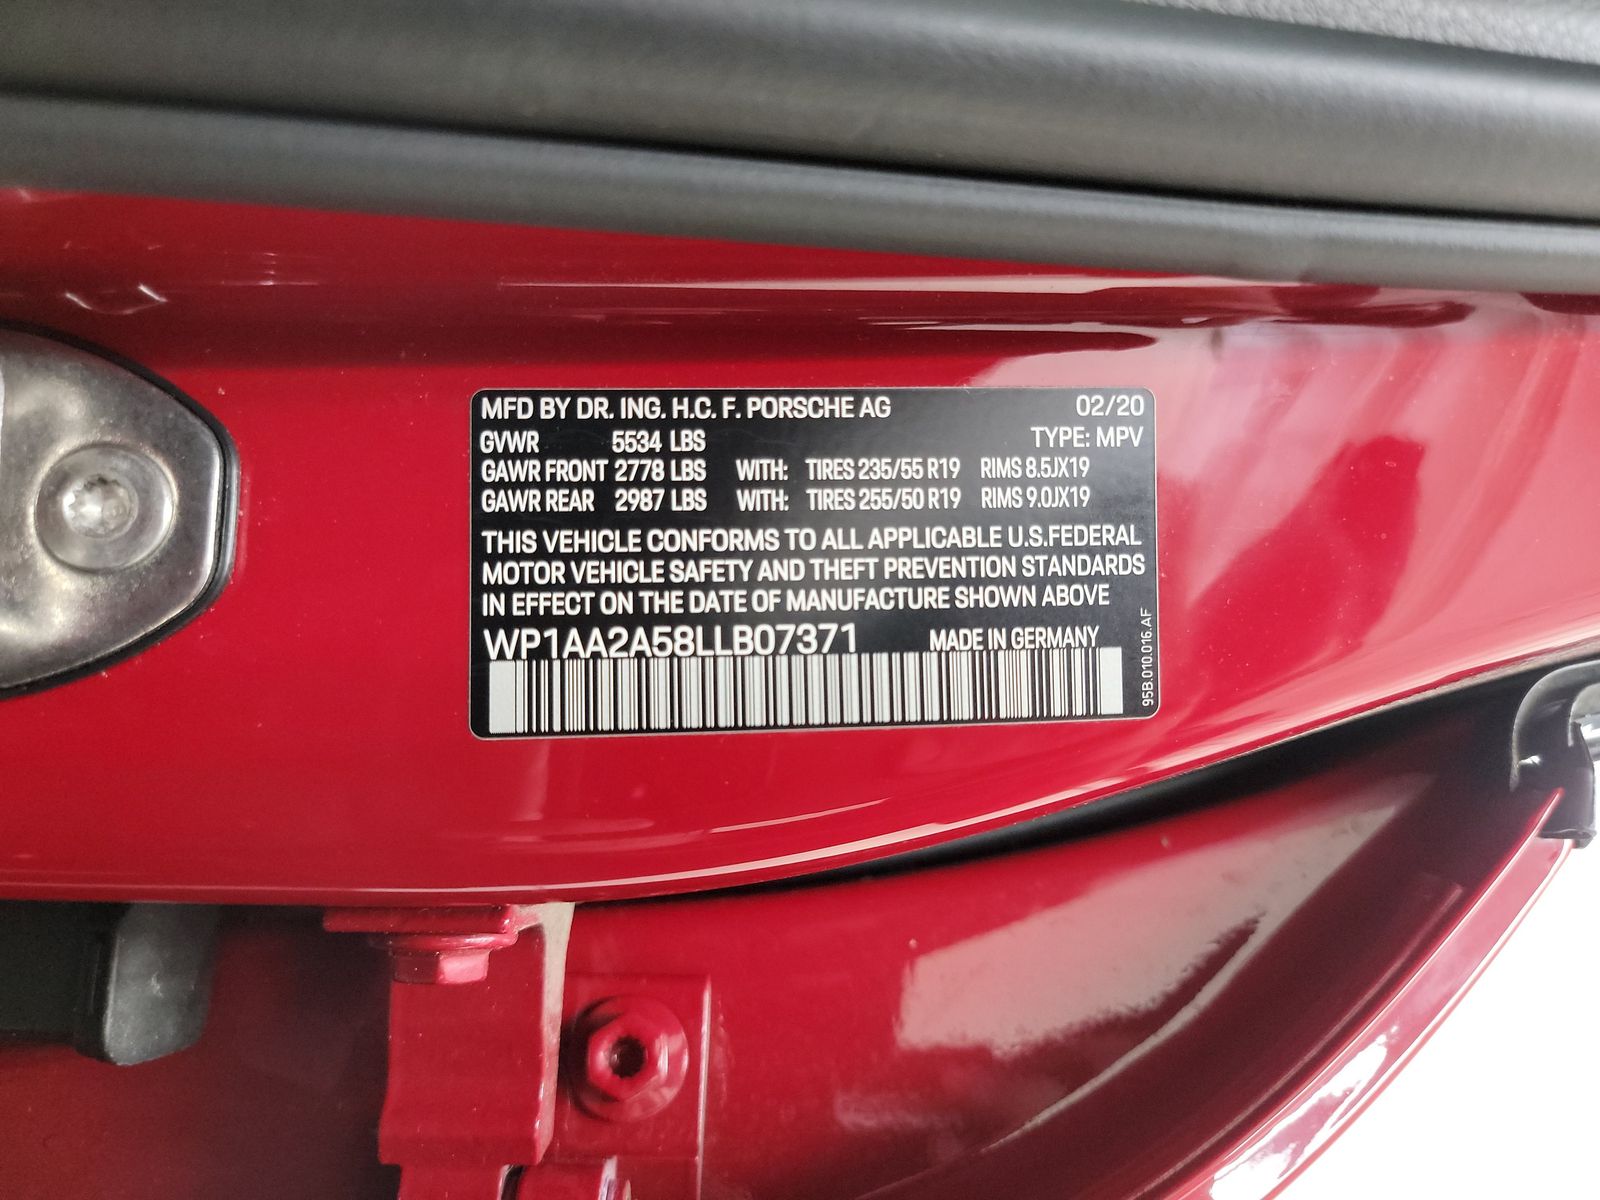 MFD BY DR. ING. H.C. F. PORSCHE AG 02/20
GVWR 5534 LBS TYPE: MPV
GAWR FRONT 2778 LBS WITH: TIRES 235/55 R19 RIMS 8.5JX19
GAWR REAR 2987 LBS WITH: TIRES 255/50 R19 RIMS 9.0JX19
THIS VEHICLE CONFORMS TO ALL APPLICABLE U.S.FEDERAL
MOTOR VEHICLE SAFETY AND THEFT PREVENTION STANDARDS
IN EFFECT ON THE DATE OF MANUFACTURE SHOWN ABOVE
WP1AA2A58LLB07371 MADE IN GERMANY
95B.010.016.AF